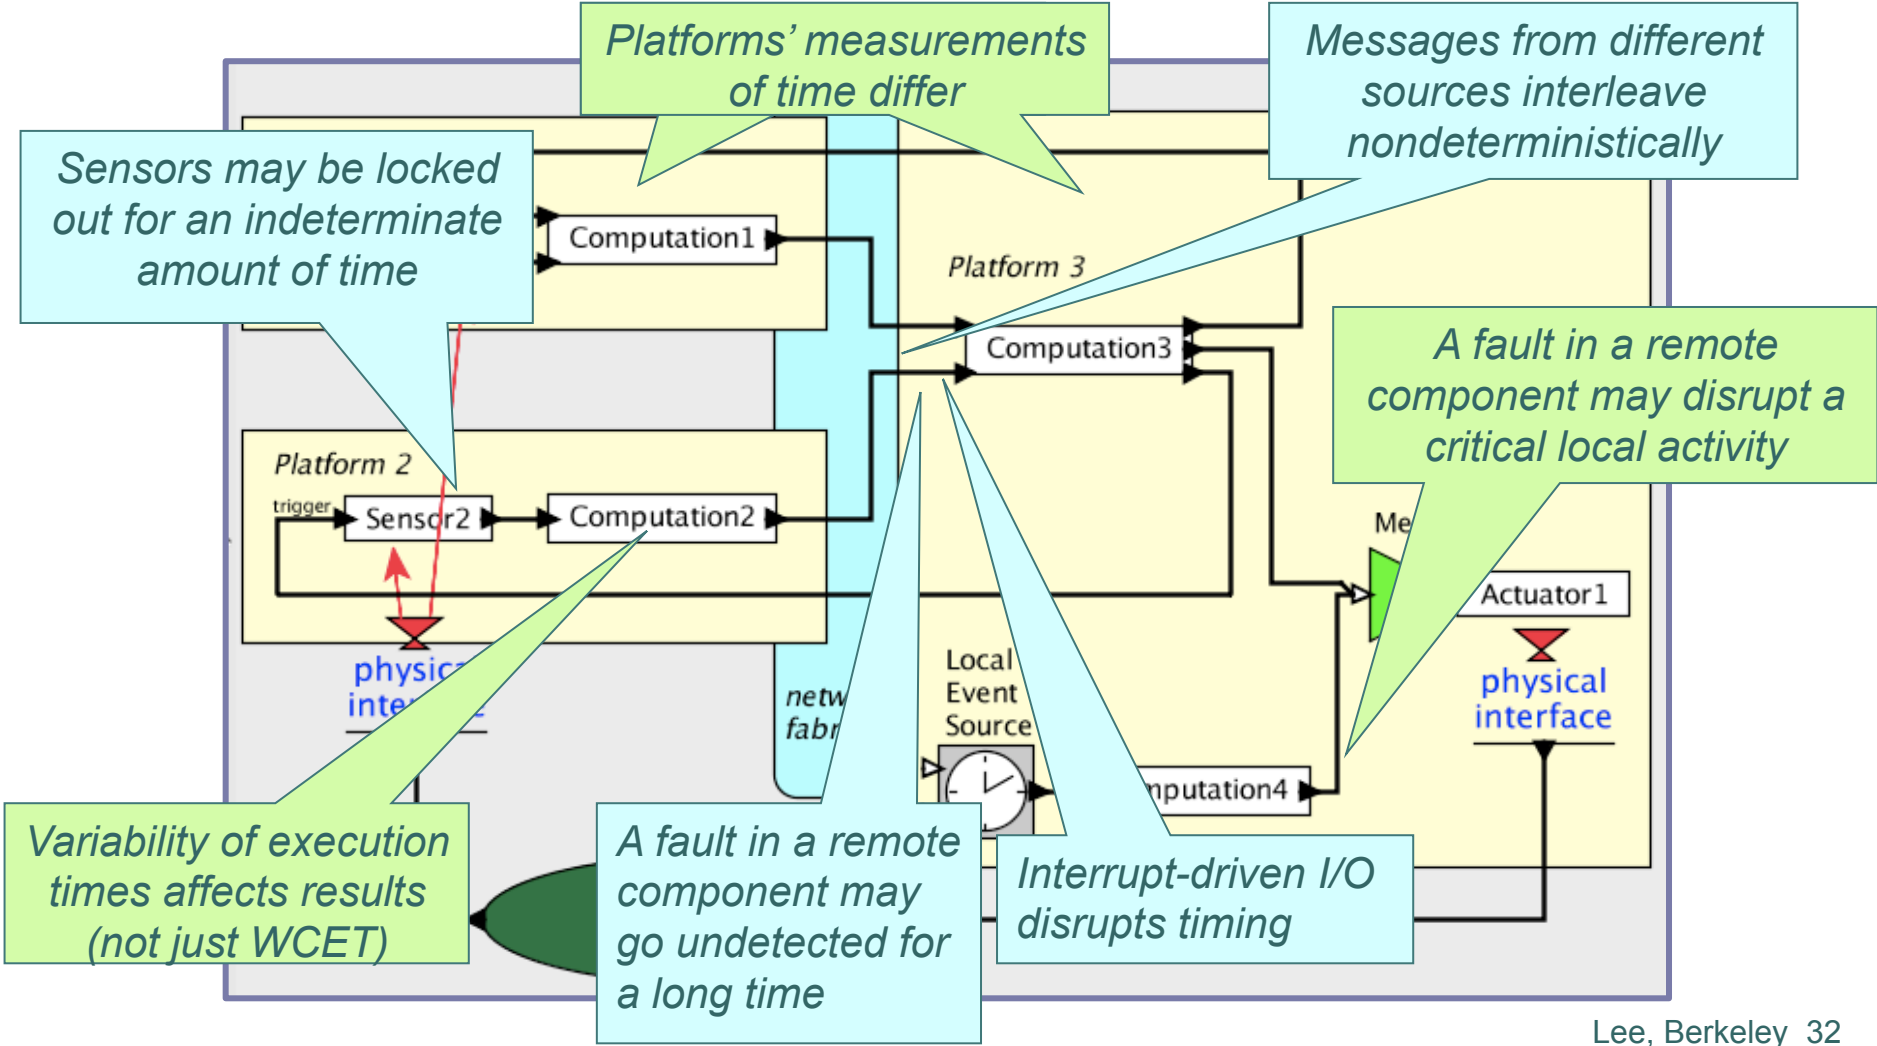 Platforms’ measurements
of time differ
Messages from different
sources interleave
nondeterministically
Sensors may be locked
out for an indeterminate
amount of time
Computation1
Platform 3
Computation3
A fault in a remote
component may disrupt a
critical local activity
Platform 2
trigger
Sensor2
Computation2
Actuator1
physical
interface
Local
Event
Source
Variability of execution
times affects results
(not just WCET)
A fault in a remote
component may
go undetected for
a long time
Interrupt-driven I/O
disrupts timing
Lee, Berkeley 32